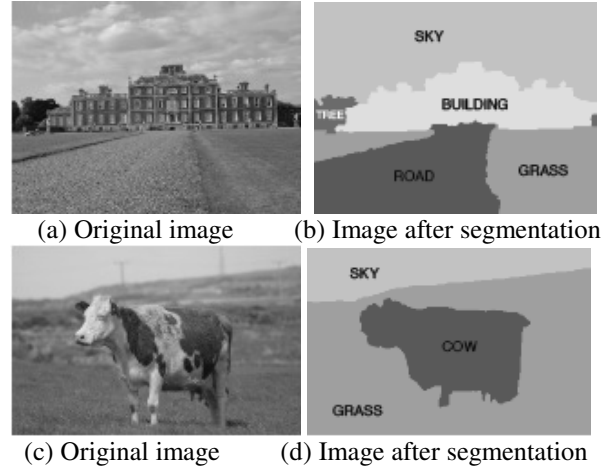 SKY
BUILDING
TREE
ROAD
GRASS
(a) Original image
(b) Image after segmentation
SKY
COW
GRASS
(c) Original image
(d) Image after segmentation